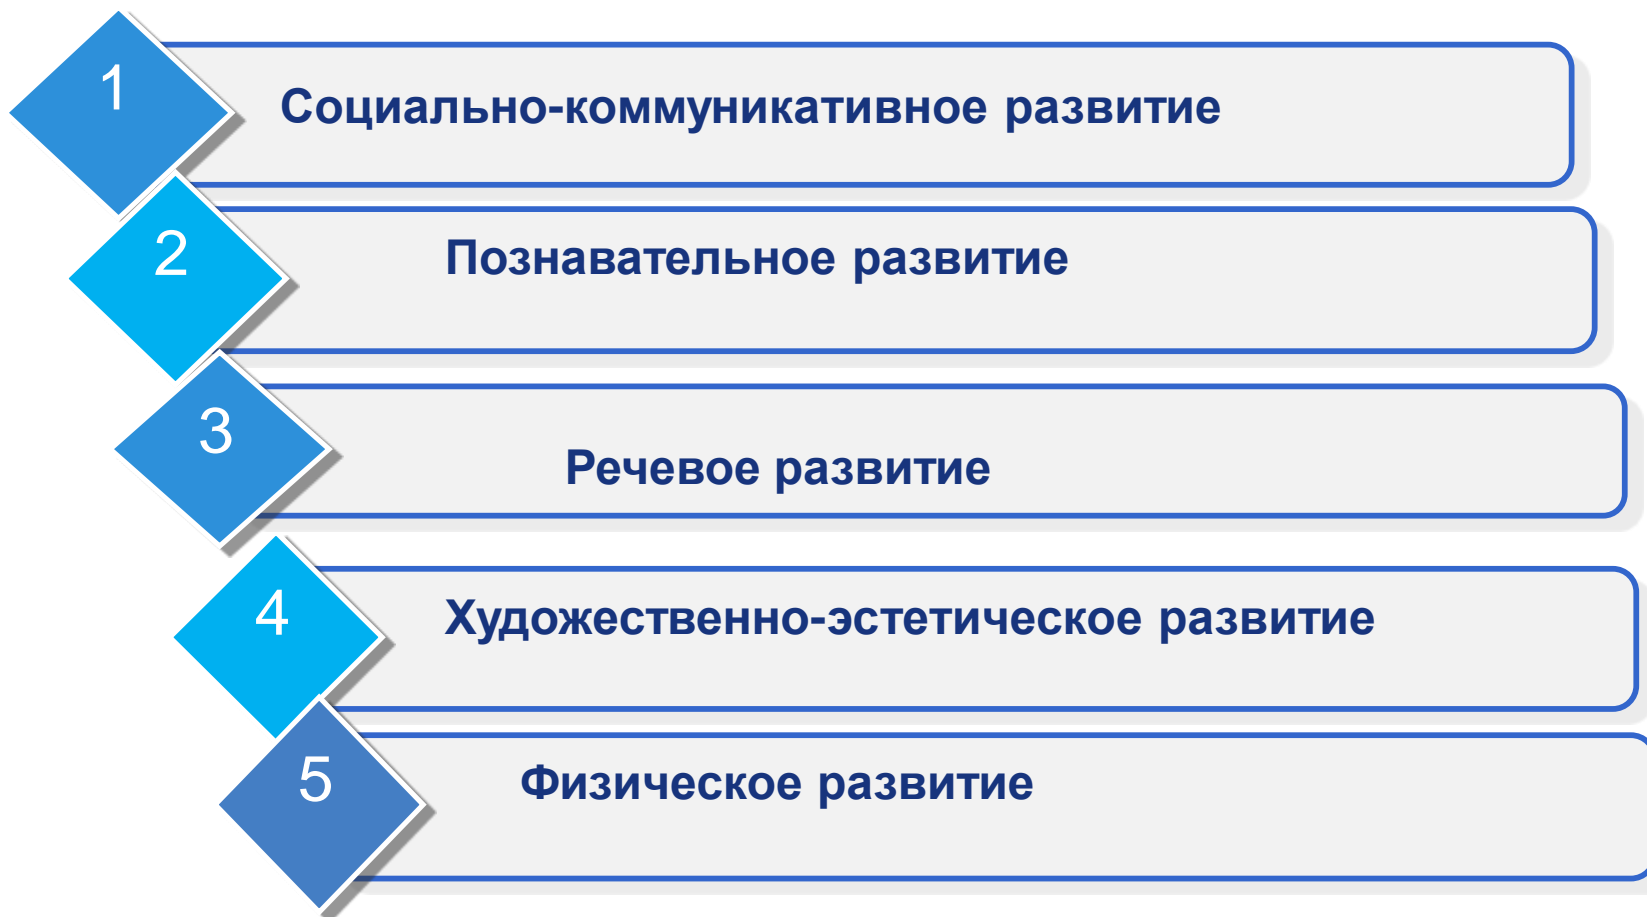 1
Социально-коммуникативное развитие
2
Познавательное развитие
3
Речевое развитие
4
Художественно-эстетическое развитие
5
Физическое развитие